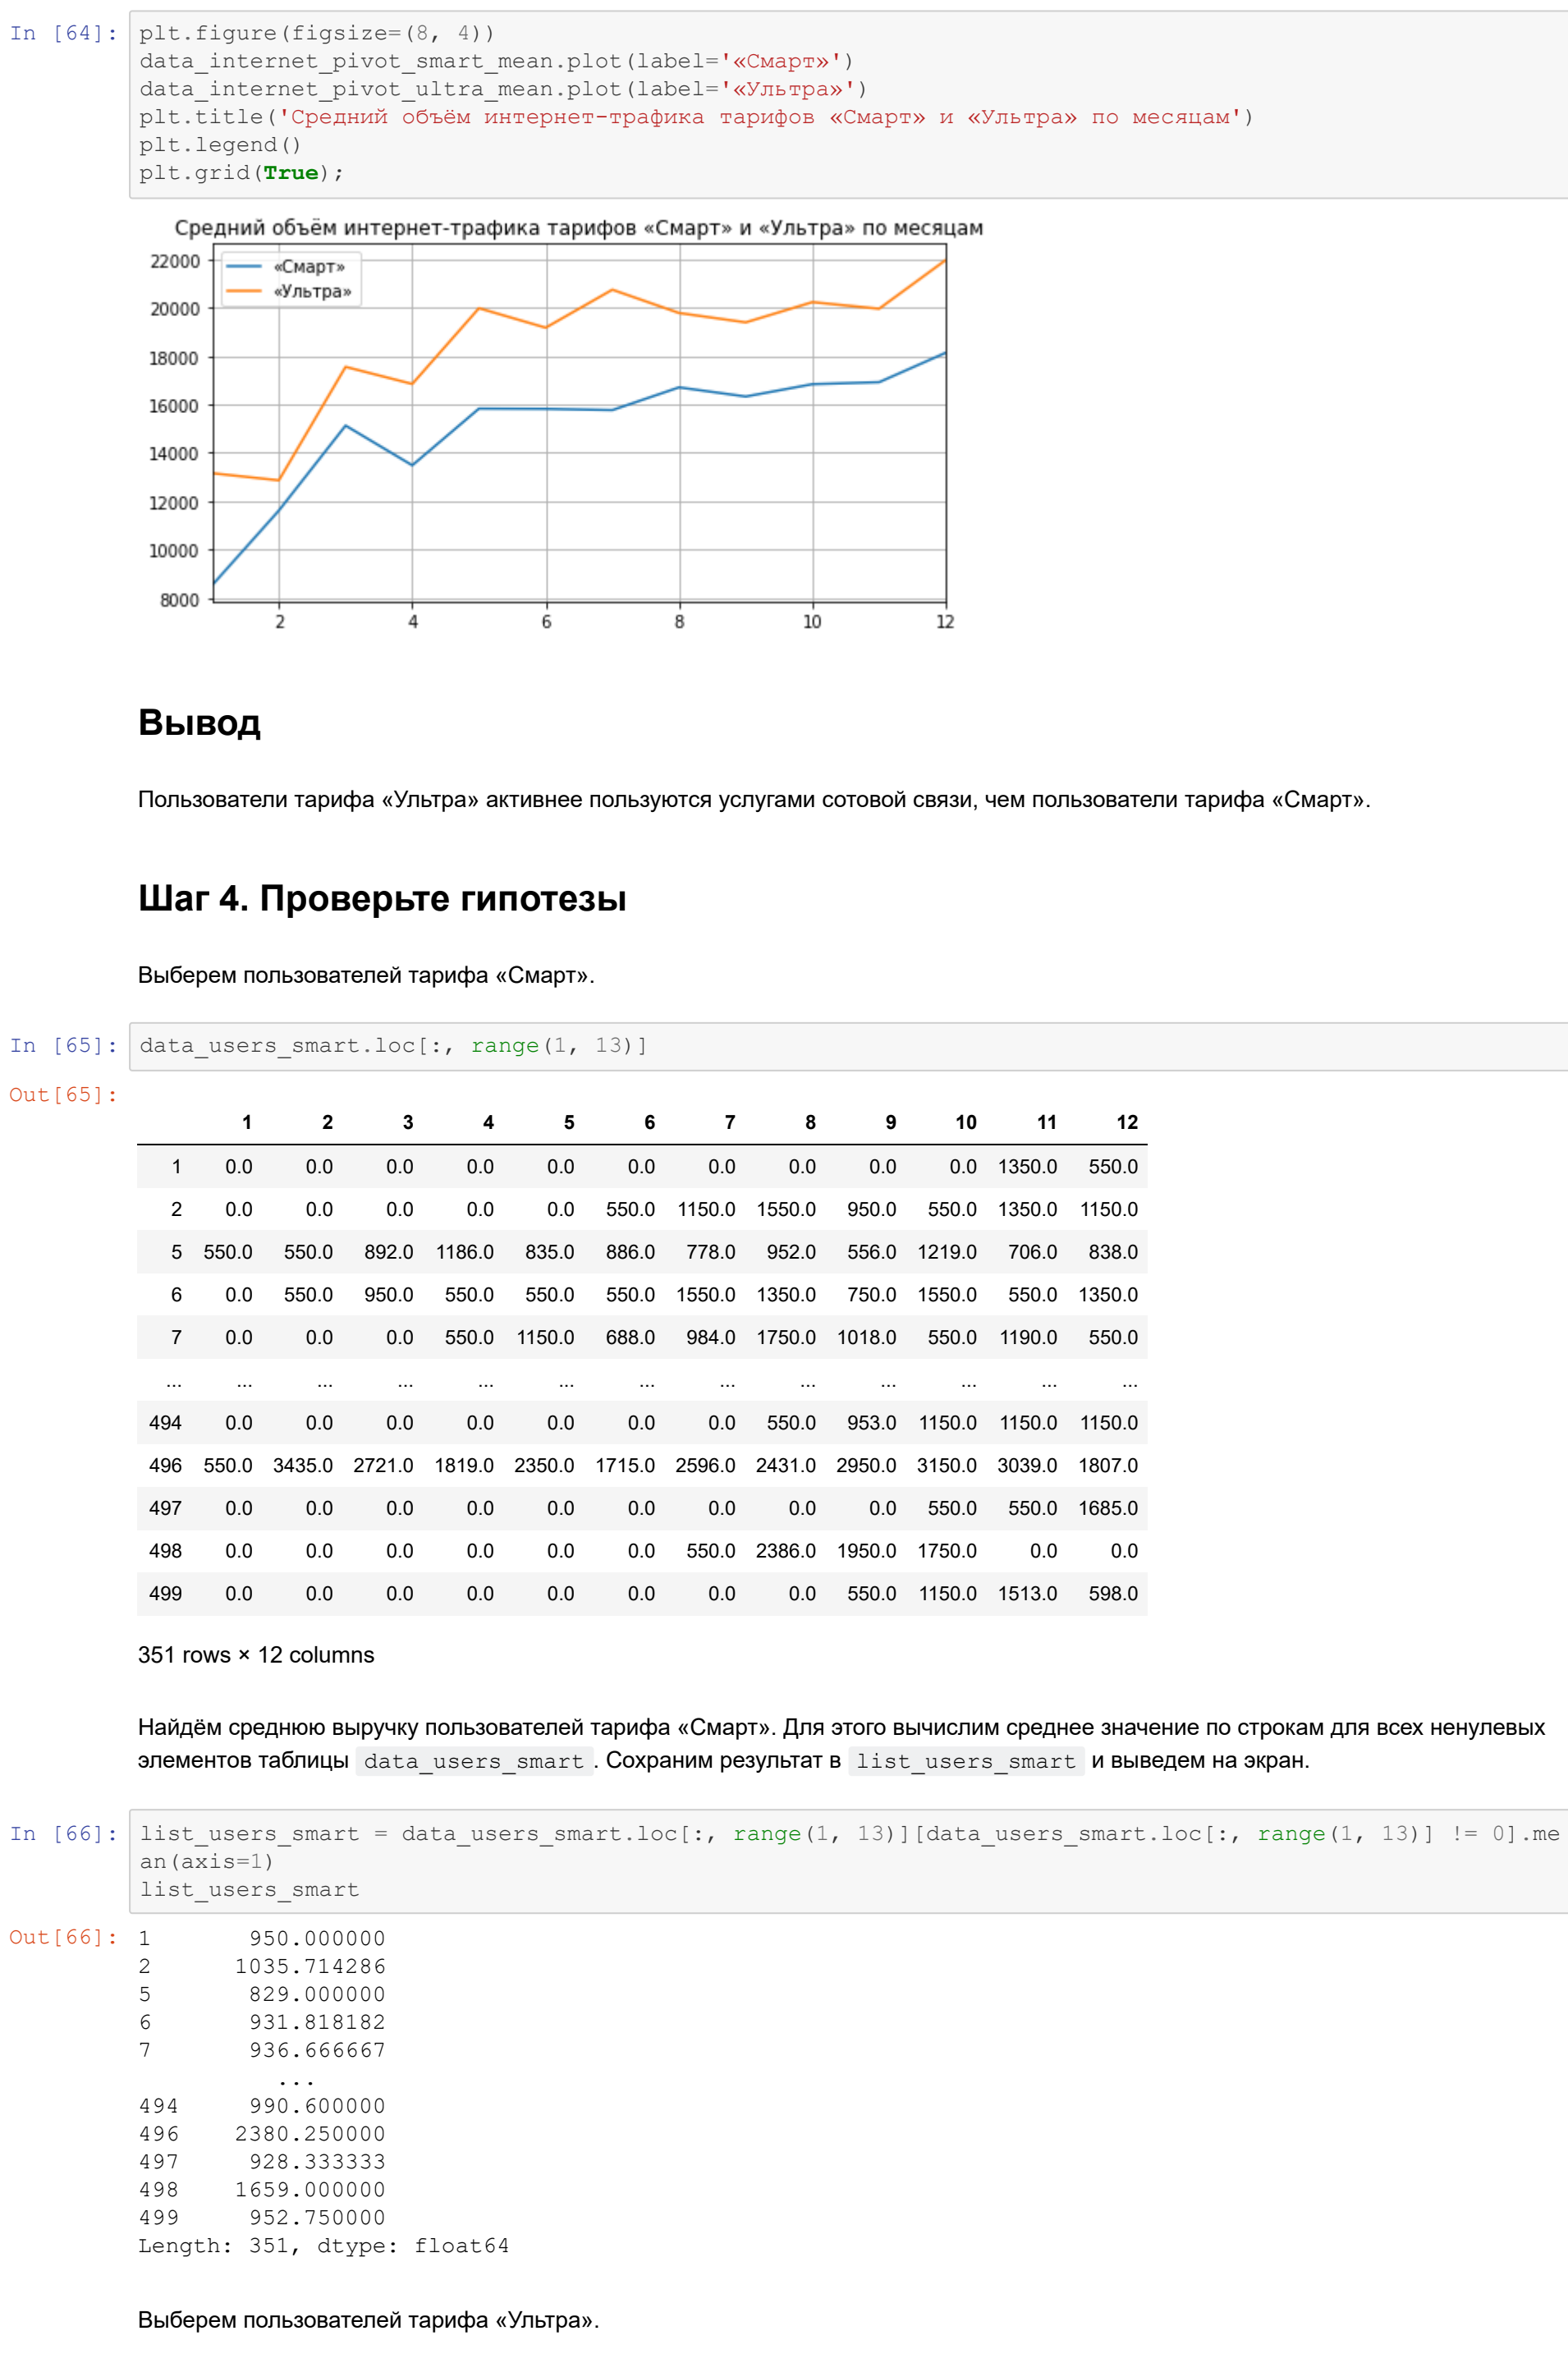 In [64]: plt.figure(figsize=(8, 4))
data_internet_pivot_smart_mean.plot(label='«Смарт»')
data_internet_pivot_ultra_mean.plot(label='«Ультра»')
plt.title('Средний объём интернет-трафика тарифов «Смарт» и «Ультра» по месяцам')
plt.legend()
plt.grid(True);
Средний объём интернет-трафика тарифов «Смарт» и «Ультра» по месяцам
22000
«Смарт»
«Ультра»
20000
18000
16000
14000
12000
10000
8000
2 4 6 8 10 12
Вывод
Пользователи тарифа «Ультра» активнее пользуются услугами сотовой связи, чем пользователи тарифа «Смарт».
Шаг 4. Проверьте гипотезы
Выберем пользователей тарифа «Смарт».
In [65]: data_users_smart.loc[:, range(1, 13)]
Out[65]:
1 2 3 4 5 6 7 8 9 10 11 12
1 0.0 0.0 0.0 0.0 0.0 0.0 0.0 0.0 0.0 0.0 1350.0 550.0
2 0.0 0.0 0.0 0.0 0.0 550.0 1150.0 1550.0 950.0 550.0 1350.0 1150.0
5 550.0 550.0 892.0 1186.0 835.0 886.0 778.0 952.0 556.0 1219.0 706.0 838.0
6 0.0 550.0 950.0 550.0 550.0 550.0 1550.0 1350.0 750.0 1550.0 550.0 1350.0
7 0.0 0.0 0.0 550.0 1150.0 688.0 984.0 1750.0 1018.0 550.0 1190.0 550.0
... ... ... ... ... ... ... ... ... ... ... ... ...
494 0.0 0.0 0.0 0.0 0.0 0.0 0.0 550.0 953.0 1150.0 1150.0 1150.0
496 550.0 3435.0 2721.0 1819.0 2350.0 1715.0 2596.0 2431.0 2950.0 3150.0 3039.0 1807.0
497 0.0 0.0 0.0 0.0 0.0 0.0 0.0 0.0 0.0 550.0 550.0 1685.0
498 0.0 0.0 0.0 0.0 0.0 0.0 550.0 2386.0 1950.0 1750.0 0.0 0.0
499 0.0 0.0 0.0 0.0 0.0 0.0 0.0 0.0 550.0 1150.0 1513.0 598.0
351 rows × 12 columns
Найдём среднюю выручку пользователей тарифа «Смарт». Для этого вычислим среднее значение по строкам для всех ненулевых
элементов таблицы data_users_smart . Сохраним результат в list_users_smart и выведем на экран.
In [66]: list_users_smart = data_users_smart.loc[:, range(1, 13)][data_users_smart.loc[:, range(1, 13)] != 0].me
an(axis=1)
list_users_smart
Out[66]: 1 950.000000
2 1035.714286
5 829.000000
6 931.818182
7 936.666667
...
494 990.600000
496 2380.250000
497 928.333333
498 1659.000000
499 952.750000
Length: 351, dtype: float64
Выберем пользователей тарифа «Ультра».